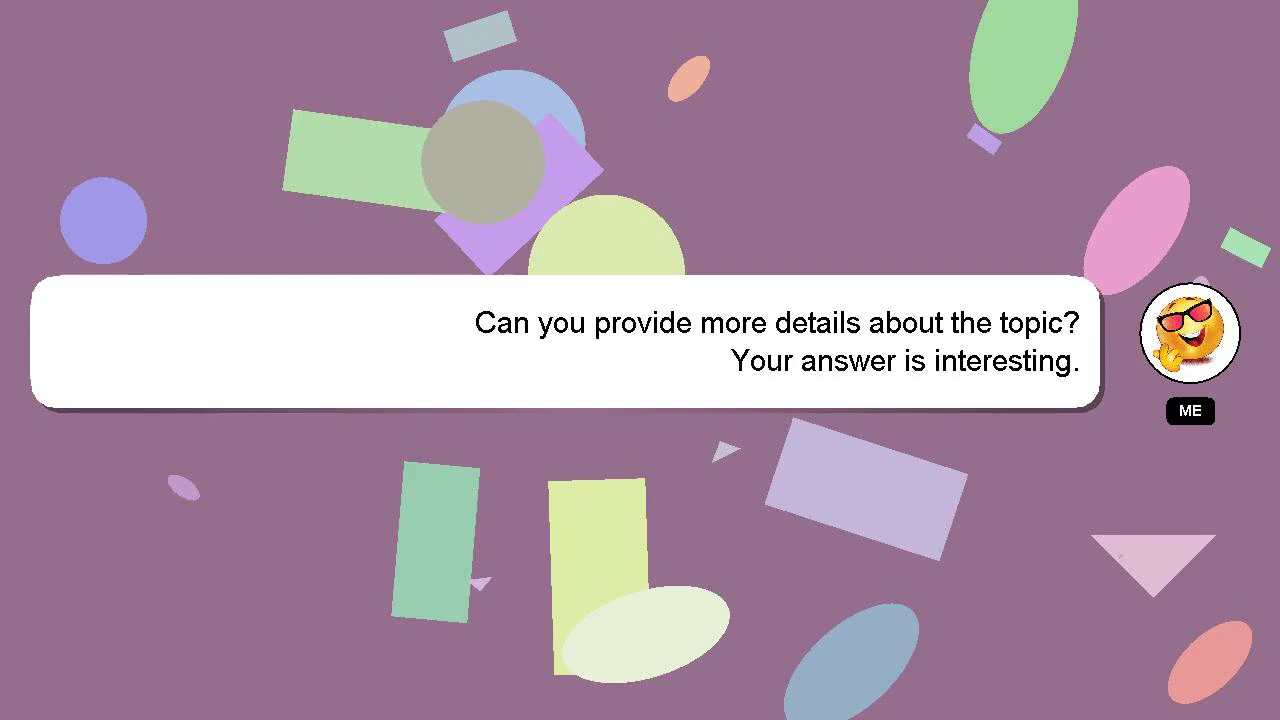 Can you provide more details about the topic?
Your answer is interesting.
ME